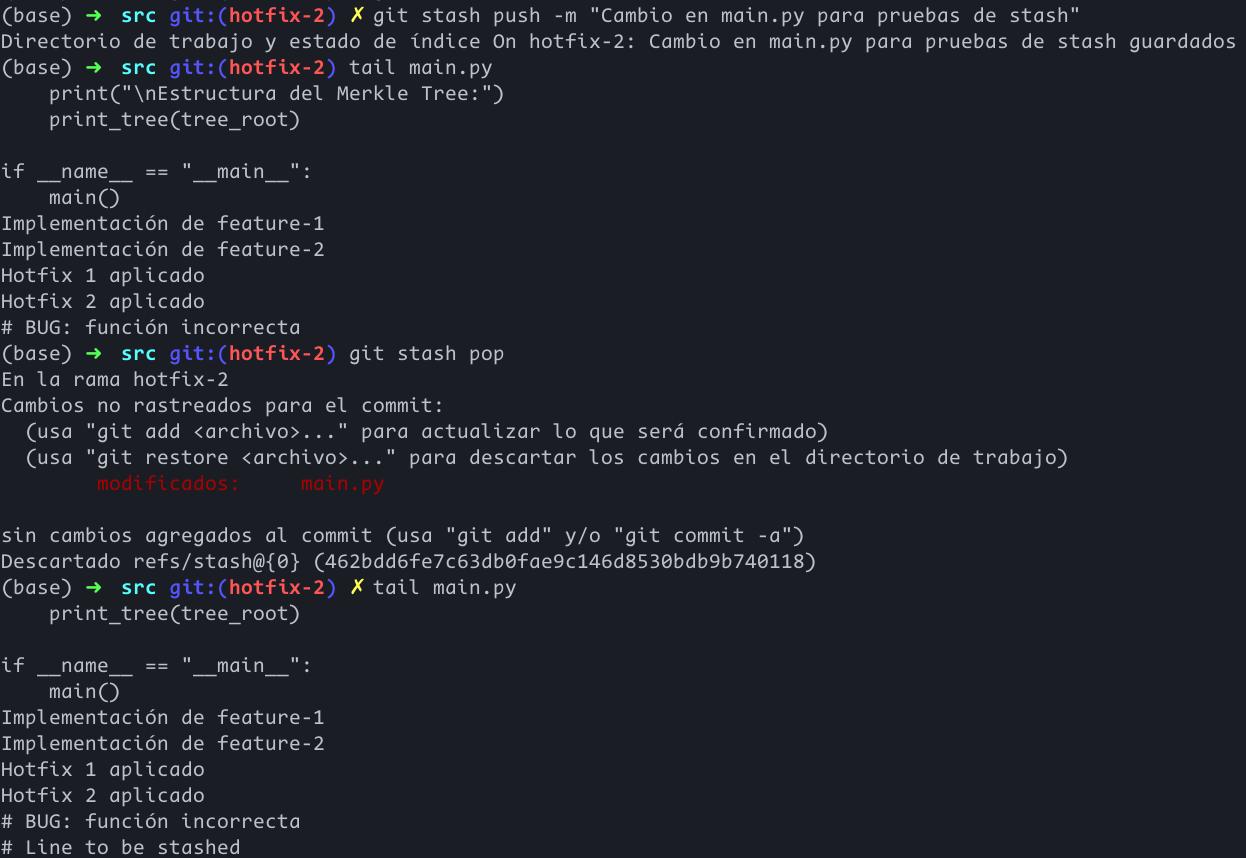 (base) ➜  src git:(hotfix-2) ✗ git stash push -m "Cambio en main.py para pruebas de stash"
Directorio de trabajo y estado de índice On hotfix-2: Cambio en main.py para pruebas de stash guardados
(base) ➜  src git:(hotfix-2) tail main.py
    print("\nEstructura del Merkle Tree:")
    print_tree(tree_root)

if __name__ == "__main__":
    main()
Implementación de feature-1
Implementación de feature-2
Hotfix 1 aplicado
Hotfix 2 aplicado
# BUG: función incorrecta
(base) ➜  src git:(hotfix-2) git stash pop
En la rama hotfix-2
Cambios no rastreados para el commit:
  (usa "git add <archivo>..." para actualizar lo que será confirmado)
  (usa "git restore <archivo>..." para descartar los cambios en el directorio de trabajo)
        modificados:     main.py

sin cambios agregados al commit (usa "git add" y/o "git commit -a")
Descartado refs/stash@{0} (462bdd6fe7c63db0fae9c146d8530bdb9b740118)
(base) ➜  src git:(hotfix-2) ✗ tail main.py
    print_tree(tree_root)

if __name__ == "__main__":
    main()
Implementación de feature-1
Implementación de feature-2
Hotfix 1 aplicado
Hotfix 2 aplicado
# BUG: función incorrecta
# Line to be stashed